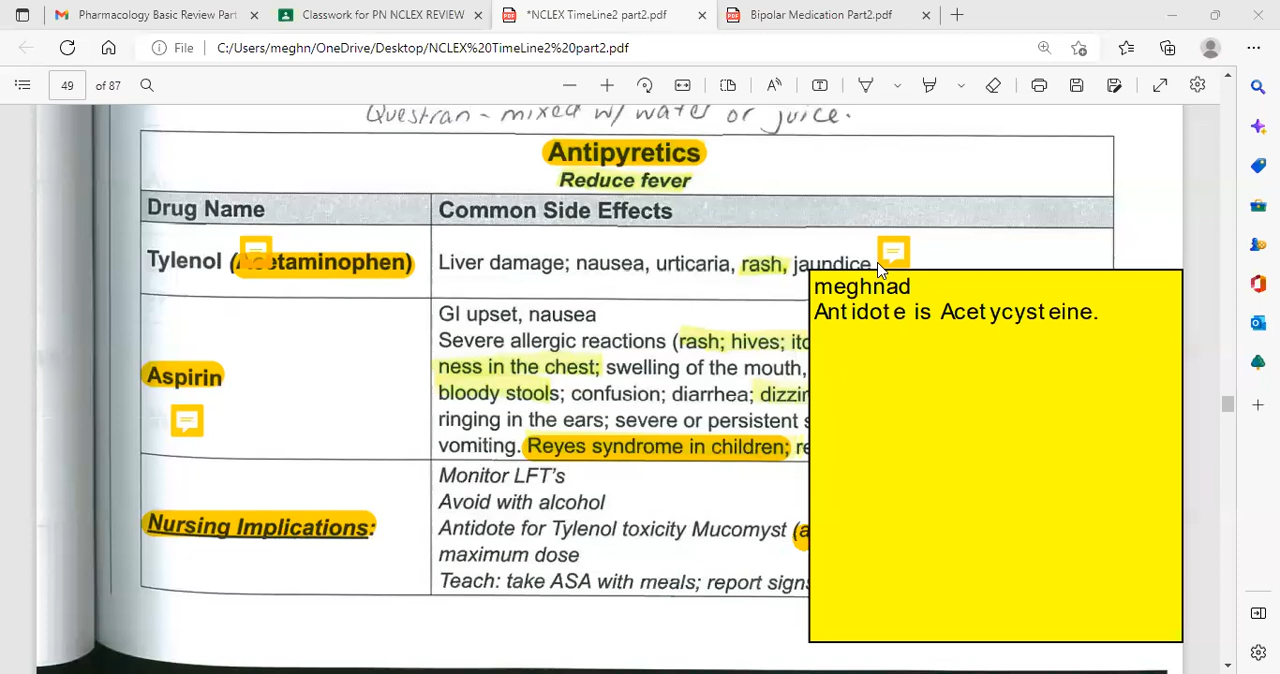 Pharmacology Basic Review Part
Classwork for PN NCLEX REVIEW
*NCLEX TimeLine2 part2.pdf
Bipolar Medication Part2.pdf
File
C:/Users/meghn/OneDrive/Desktop/NCLEX%20TimeLine2%20part2.pdf
49 of 87
Questran - mixed w/ water or juice.
Antipyretics
Reduce fever
Drug Name
Common Side Effects
Tylenol (Acetaminophen)
Liver damage; nausea, urticaria, rash, jaundice
meghnad
Antidote is Acetycysteine.
Aspirin
GI upset, nausea
Severe allergic reactions (rash; hives;
ness in the chest; swelling of the mouth,
bloody stools; confusion; diarrhea;
ringing in the ears; severe or persistent
vomiting. Reyes syndrome in children;
Nursing Implications:
Monitor LFT's
Avoid with alcohol
Antidote for Tylenol toxicity Mucomyst
maximum dose
Teach: take ASA with meals; report signs